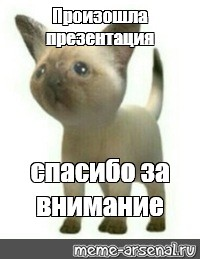 Произошла
презентация
спасибо за
внимание
meme-arsenal.ru